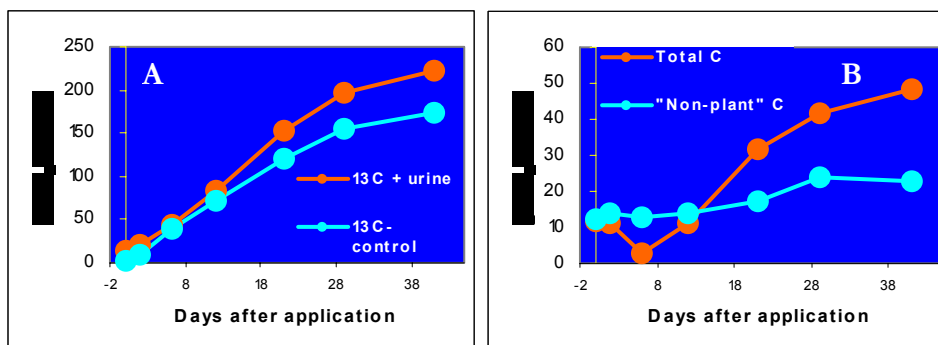 250
200
150
100
50
0
A
13C + urine
13C-
control
-2 8 18 28 38
Days after application
60
50
40
30
20
10
0
B
Total C
"Non-plant" C
-2 8 18 28 38
Days after application